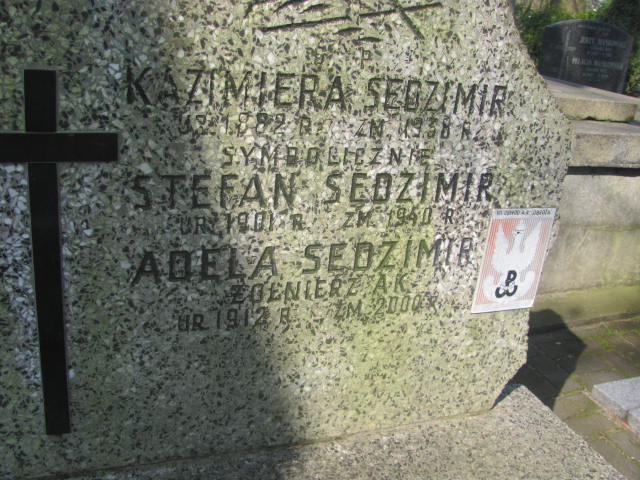 Ś. P.
KAZIMIERA SĘDZIMIR
UR. 1882 R. ZM. 1938 R.
SYMBOLICZNIE
STEFAN SĘDZIMIR
UR. 1901 R. ZM. 1940 R.
ADELA SĘDZIMIR
ŻOŁNIERZ A.K.
UR 1912 R. ZM. 2000 R.